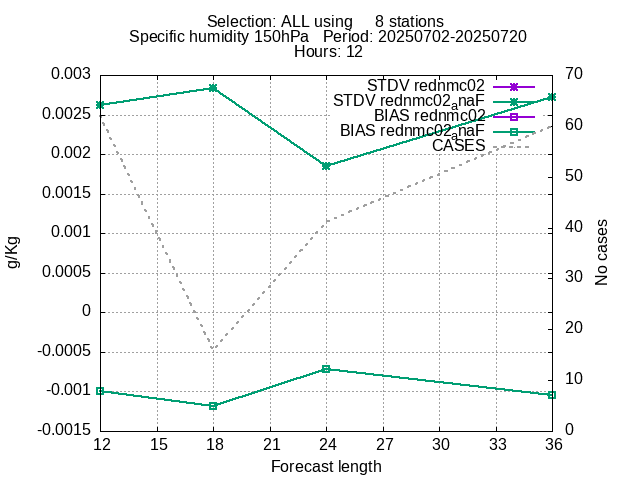 Selection: ALL using     8 stations
Specific humidity 150hPa   Period: 20250702-20250720
Hours: 12
STDV rednmc02
STDV rednmc02anaF
BIAS rednmc02
BIAS rednmc02anaF
CASES
0.003
0.0025
0.002
0.0015
0.001
0.0005
0
-0.0005
-0.001
-0.0015
g/Kg
70
60
50
40
30
20
10
0
No cases
12 15 18 21 24 27 30 33 36
Forecast length